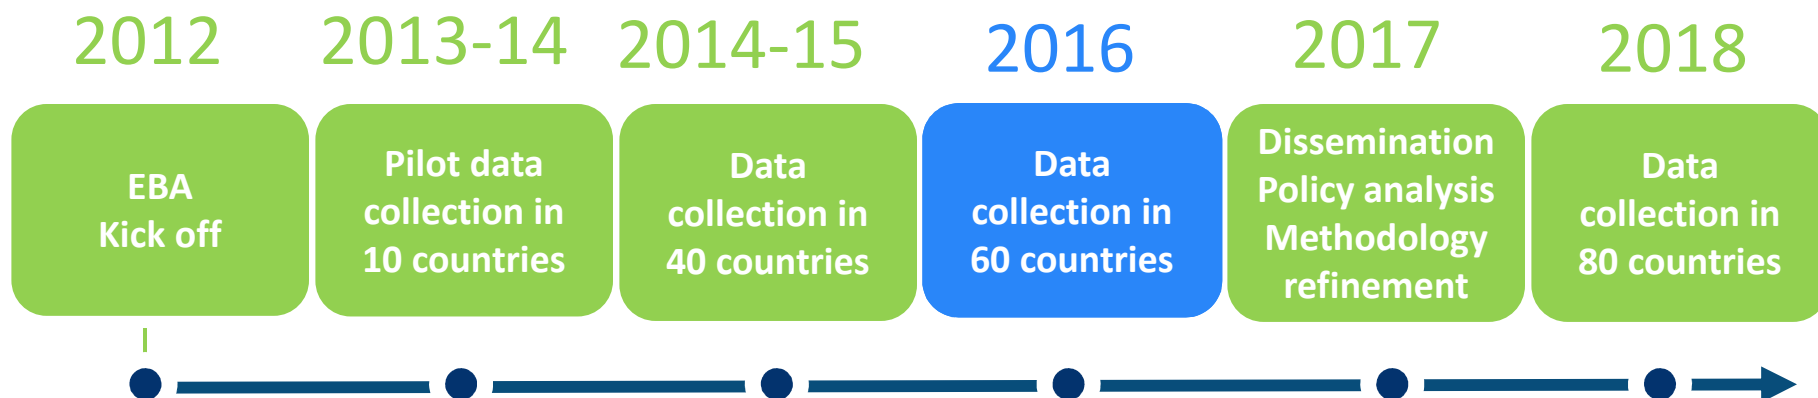 2012
2013-14
2014-15
2016
2017
2018
EBA
Kick off
Pilot data
collection in
10 countries
Data
collection in
40 countries
Data
collection in
60 countries
Dissemination
Policy analysis
Methodology
refinement
Data
collection in
80 countries